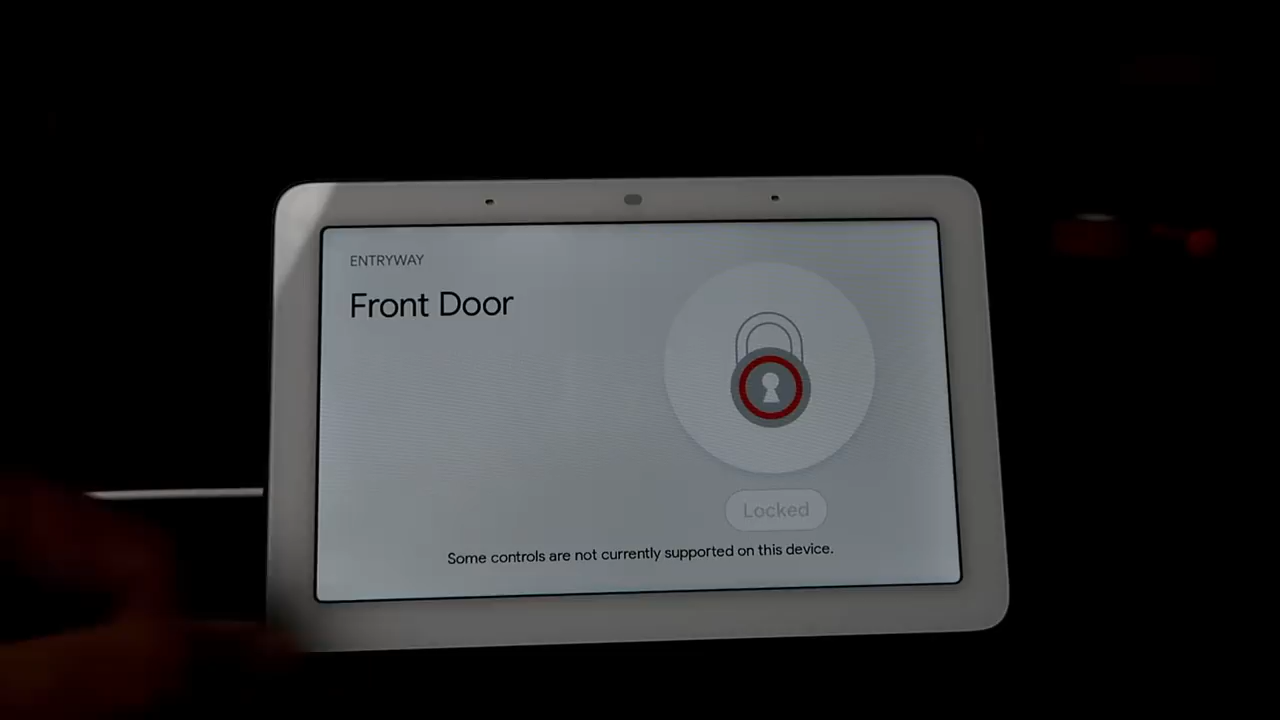 ENTRYWAY
Front Door
Locked
Some controls are not currently supported on this device.